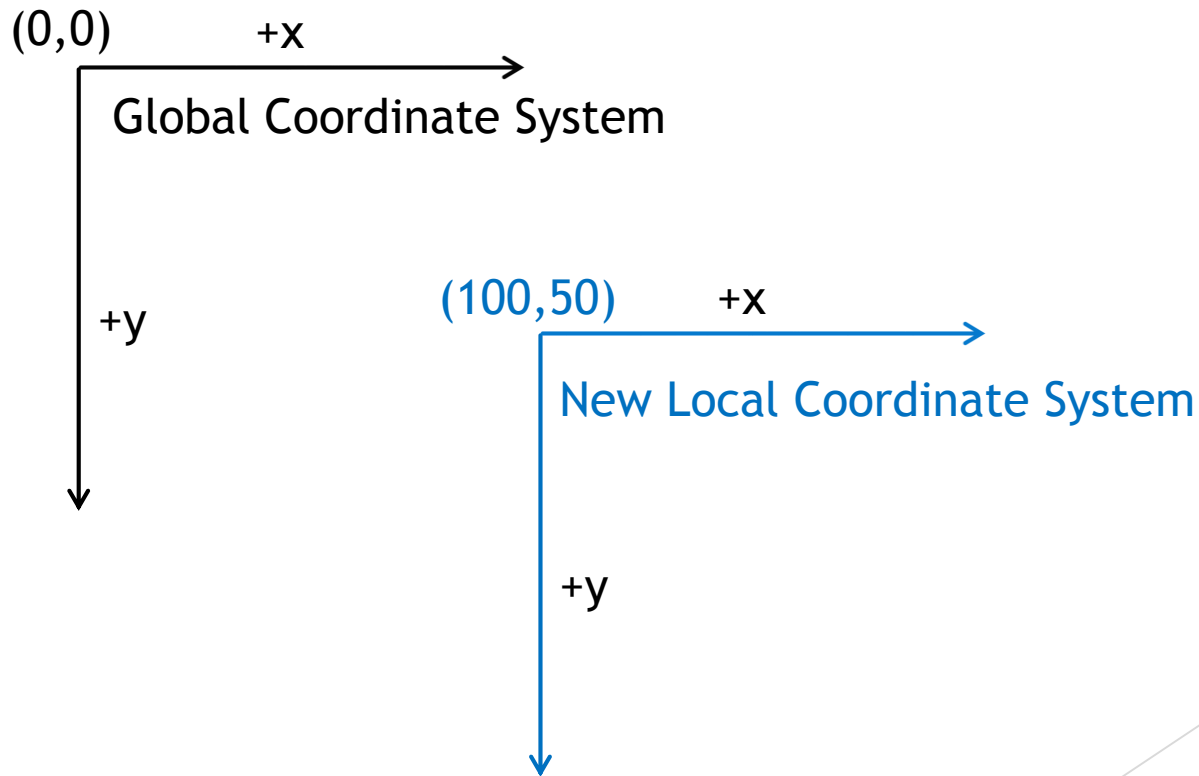 (0,0) +x
Global Coordinate System
+y
(100,50) +x
New Local Coordinate System
+y